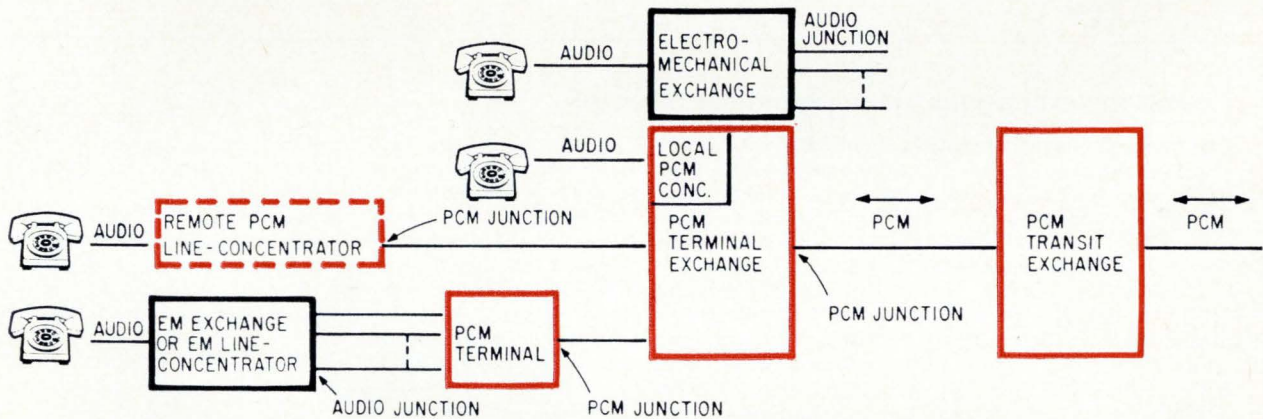 AUDIO
ELECTRO-
MECHANICAL
EXCHANGE
AUDIO
JUNCTION
AUDIO
LOCAL
PCM
CONC.
PCM
TERMINAL
EXCHANGE
PCM
PCM
TRANSIT
EXCHANGE
PCM
PCM JUNCTION
AUDIO
REMOTE PCM
LINE-CONCENTRATOR
PCM JUNCTION
AUDIO
EM EXCHANGE
OR EM LINE-
CONCENTRATOR
AUDIO JUNCTION
PCM
TERMINAL
PCM JUNCTION